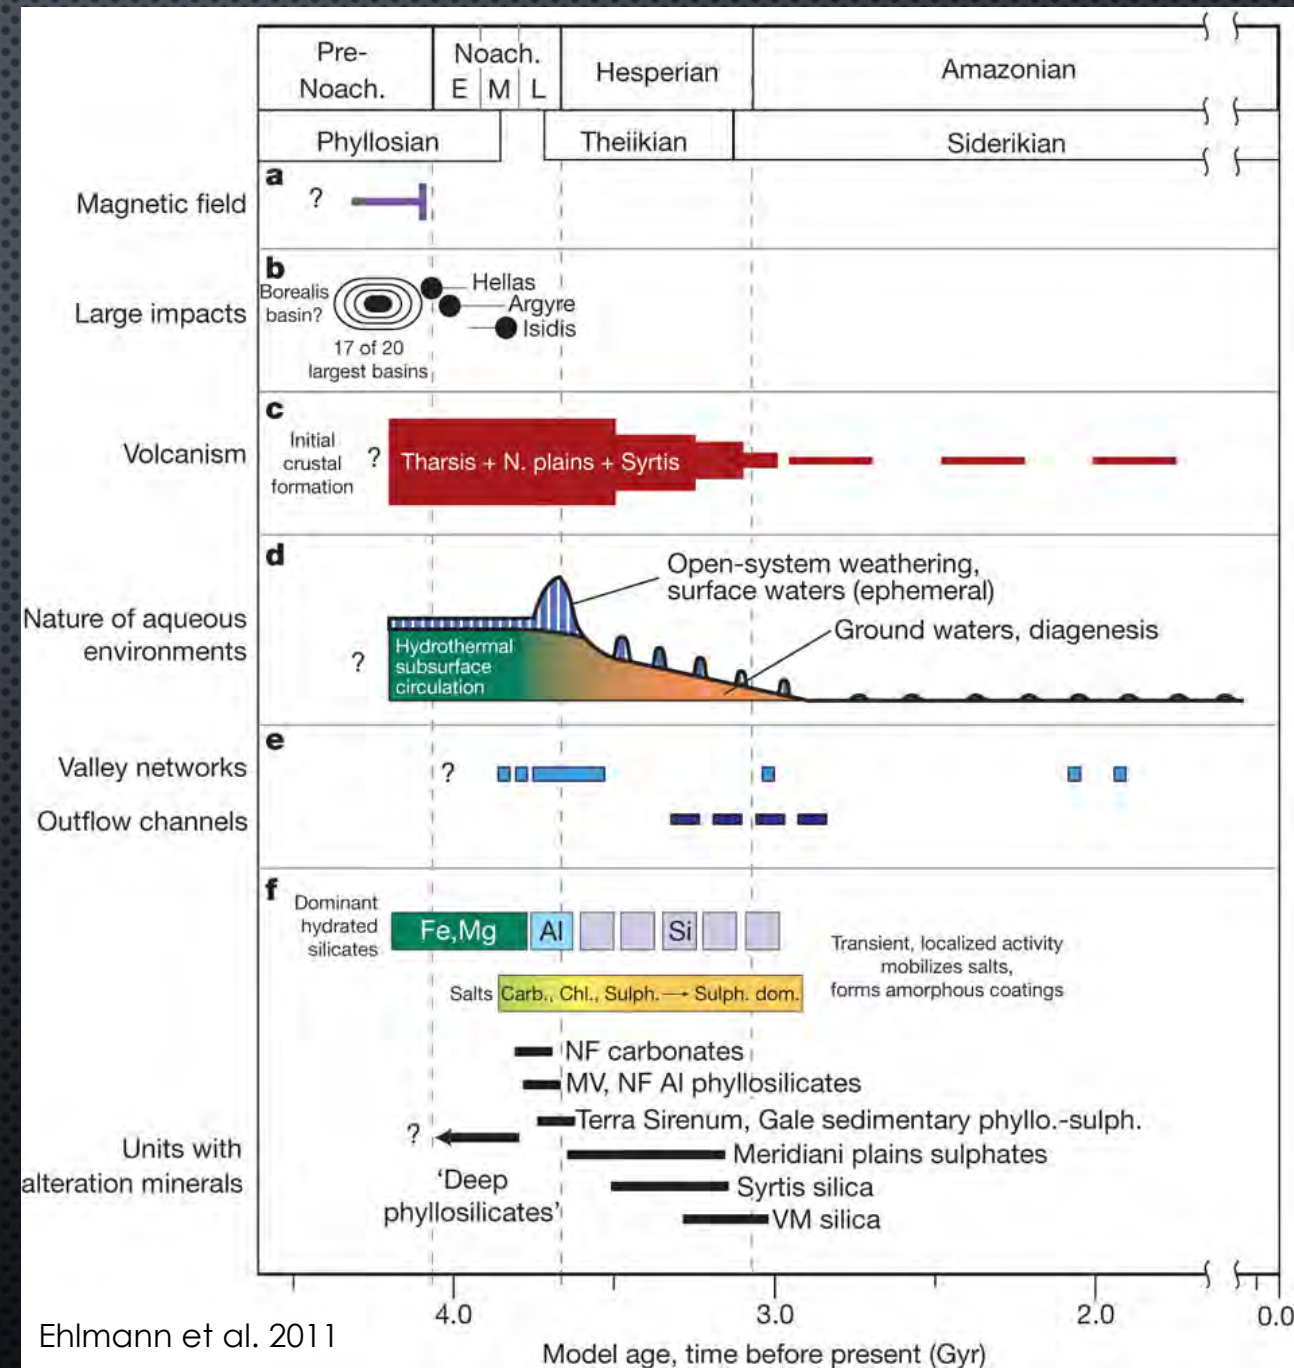 Pre-
Noach.
Noach.
E M L
Hesperian
Amazonian
Phyllosian
Theiikian
Siderikian
a
Magnetic field
?
b
Large impacts
Borealis
basin?
Hellas
Argyre
Isidis
17 of 20
largest basins
c
Volcanism
Initial
crustal
formation
?
Tharsis + N. plains + Syrtis
d
Nature of aqueous
environments
?
Hydrothermal
subsurface
circulation
Open-system weathering,
surface waters (ephemeral)
Ground waters, diagenesis
e
Valley networks
?
Outflow channels
f
Dominant
hydrated
silicates
Fe,Mg
Al
Si
Transient, localized activity
mobilizes salts,
forms amorphous coatings
Salts
Carb., Chl., Sulph. → Sulph. dom.
NF carbonates
MV, NF Al phyllosilicates
Terra Sirenum, Gale sedimentary phyllo.-sulph.
?
'Deep
phyllosilicates'
Units with
alteration minerals
Meridiani plains sulphates
Syrtis silica
VM silica
4.0
3.0
2.0
0.0
Model age, time before present (Gyr)
Ehlmann et al. 2011